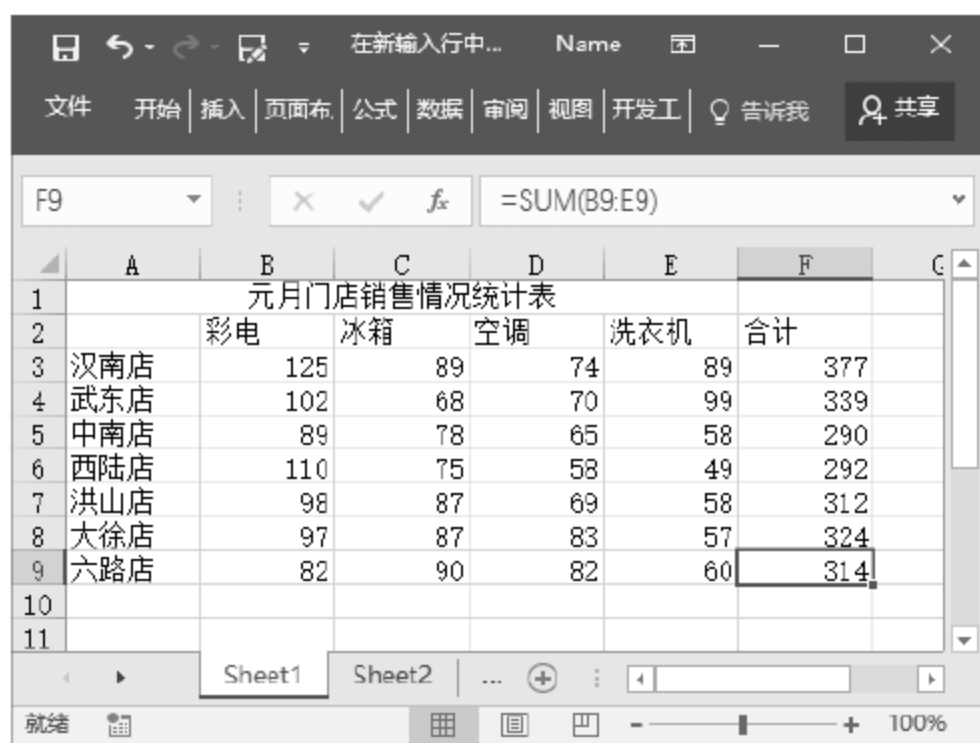 在新输入行中... Name
文件 开始 插入 页面布 公式 数据 审阅 视图 开发工 告诉我 共享
F9 fx =SUM(B9:E9)
A B C D E F G
1 元月门店销售情况统计表
2 彩电 冰箱 空调 洗衣机 合计
3 汉南店 125 89 74 89 377
4 武东店 102 68 70 99 339
5 中南店 89 78 65 58 290
6 西陆店 110 75 58 49 292
7 洪山店 98 87 69 58 312
8 大徐店 97 87 83 57 324
9 六路店 82 90 82 60 314
10
11
Sheet1 Sheet2 ...
就绪 100%